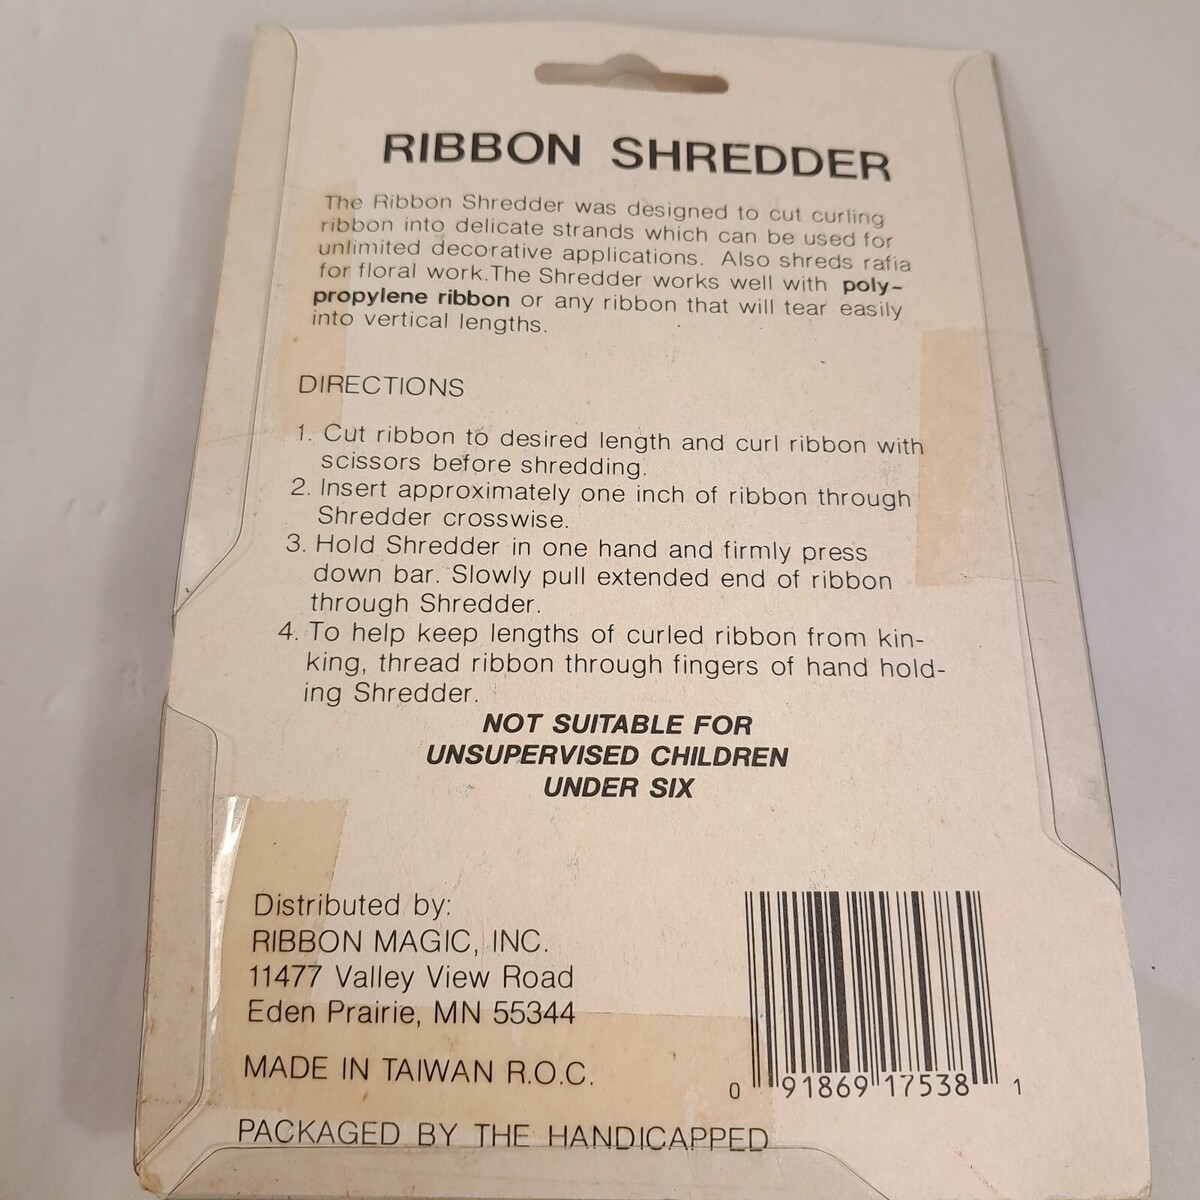 RIBBON SHREDDER
The Ribbon Shredder was designed to cut curling
ribbon into delicate strands which can be used for
unlimited decorative applications. Also shreds rafia
for floral work.The Shredder works well with poly-
propylene ribbon or any ribbon that will tear easily
into vertical lengths.
DIRECTIONS
1. Cut ribbon to desired length and curl ribbon with
scissors before shredding.
2. Insert approximately one inch of ribbon through
Shredder crosswise.
3. Hold Shredder in one hand and firmly press
down bar. Slowly pull extended end of ribbon
through Shredder.
4. To help keep lengths of curled ribbon from kin-
king, thread ribbon through fingers of hand hold-
ing Shredder.
NOT SUITABLE FOR
UNSUPERVISED CHILDREN
UNDER SIX
Distributed by:
RIBBON MAGIC, INC.
11477 Valley View Road
Eden Prairie, MN 55344
MADE IN TAIWAN R.O.C.
PACKAGED BY THE HANDICAPPED
0 91869 17538 1